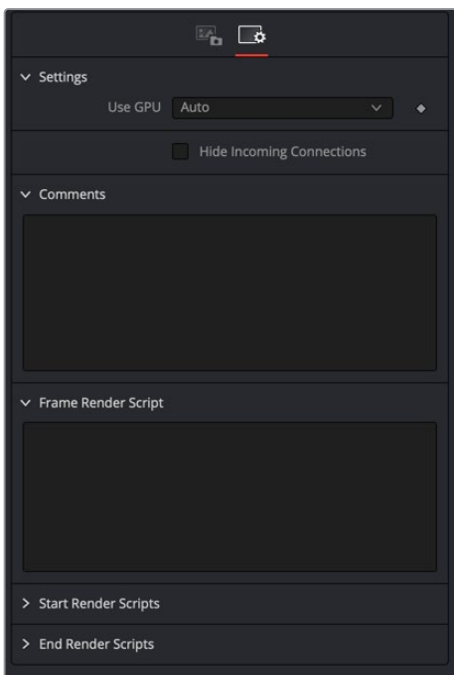 Settings
Use GPU Auto
Hide Incoming Connections
Comments
Frame Render Script
Start Render Scripts
End Render Scripts